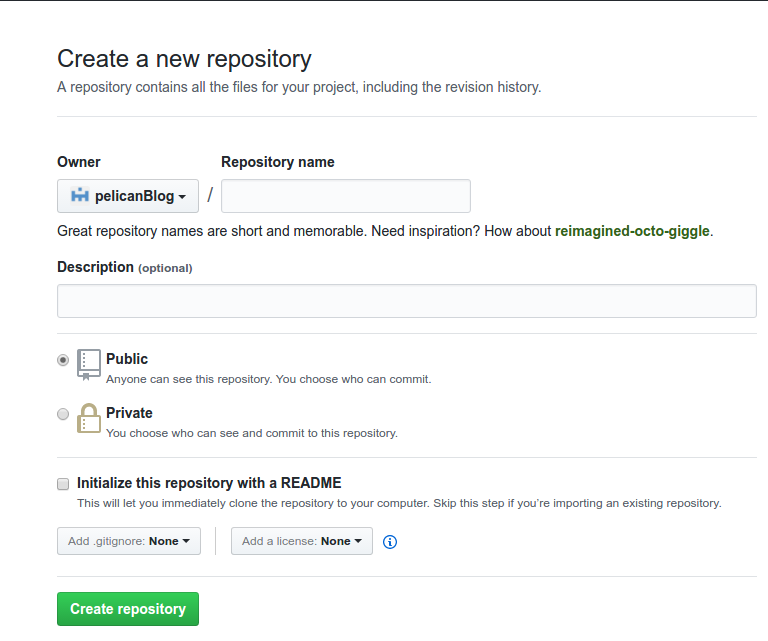 Create a new repository
A repository contains all the files for your project, including the revision history.
Owner
Repository name
pelicanBlog
/
Great repository names are short and memorable. Need inspiration? How about reimagined-octo-giggle.
Description (optional)
Public
Anyone can see this repository. You choose who can commit.
Private
You choose who can see and commit to this repository.
Initialize this repository with a README
This will let you immediately clone the repository to your computer. Skip this step if you’re importing an existing repository.
Add .gitignore: None
Add a license: None
Create repository